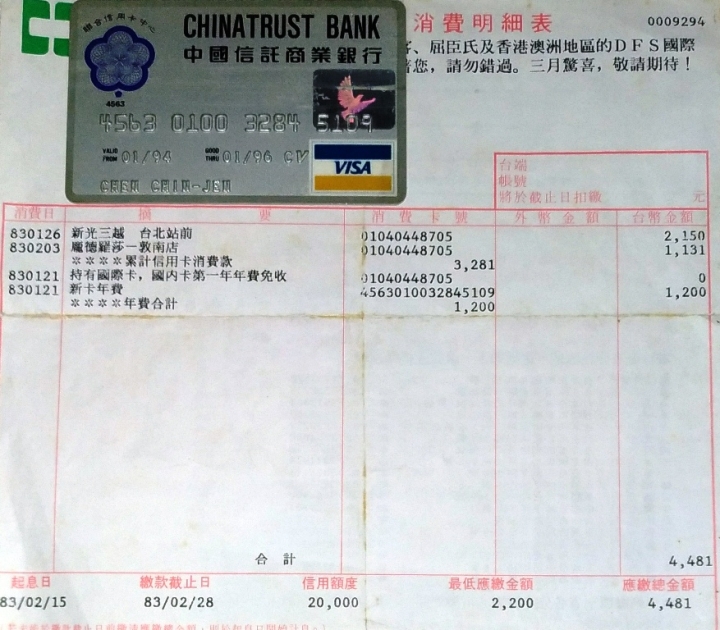 聯合信用卡中心
CHINATRUST BANK
中國信託商業銀行
4563
4563 0100 3284 5109
VALID FROM 01/94 GOOD THRU 01/96 CV
CHEN CHIN-JEN
VISA
消費明細表
0009294
、屈臣氏及香港澳洲地區的DFS國際
您,請勿錯過。三月驚喜,敬請期待!
台端
帳號
將於截止日扣繳 元
消費日 摘要 消費卡號 外幣金額 台幣金額
830126 新光三越 台北站前 01040448705 2,150
830203 龐德羅莎－敦南店 01040448705 1,131
****累計信用卡消費款 3,281
830121 持有國際卡,國內卡第一年年費免收 01040448705 0
830121 新卡年費 4563010032845109 1,200
****年費合計 1,200
合計 4,481
起息日 繳款截止日 信用額度 最低應繳金額 應繳總金額
83/02/15 83/02/28 20,000 2,200 4,481